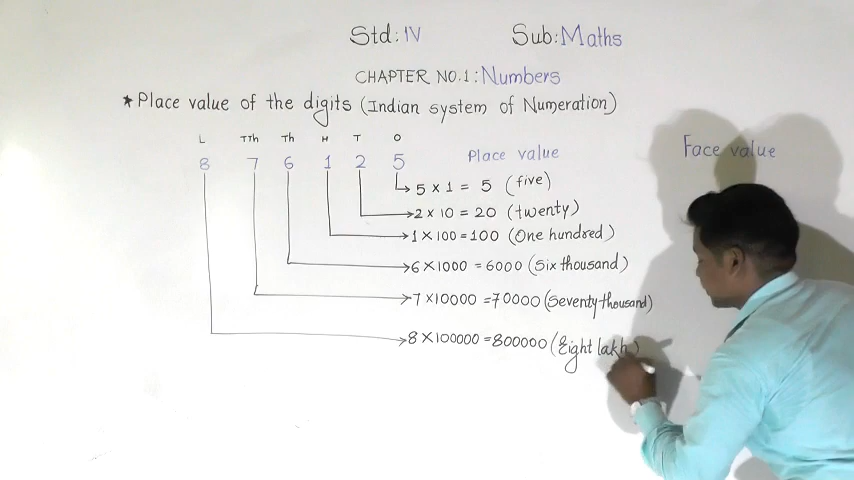 Std: IV Sub: Maths
CHAPTER NO.1: Numbers
★ Place value of the digits (Indian system of Numeration)
L TTh Th H T O
8 7 6 1 2 5 Place value Face value
5 × 1 = 5 (five)
2 × 10 = 20 (twenty)
1 × 100 = 100 (One hundred)
6 × 1000 = 6000 (Six thousand)
7 × 10000 = 70000 (Seventy thousand)
8 × 100000 = 800000 (Eight lakh)